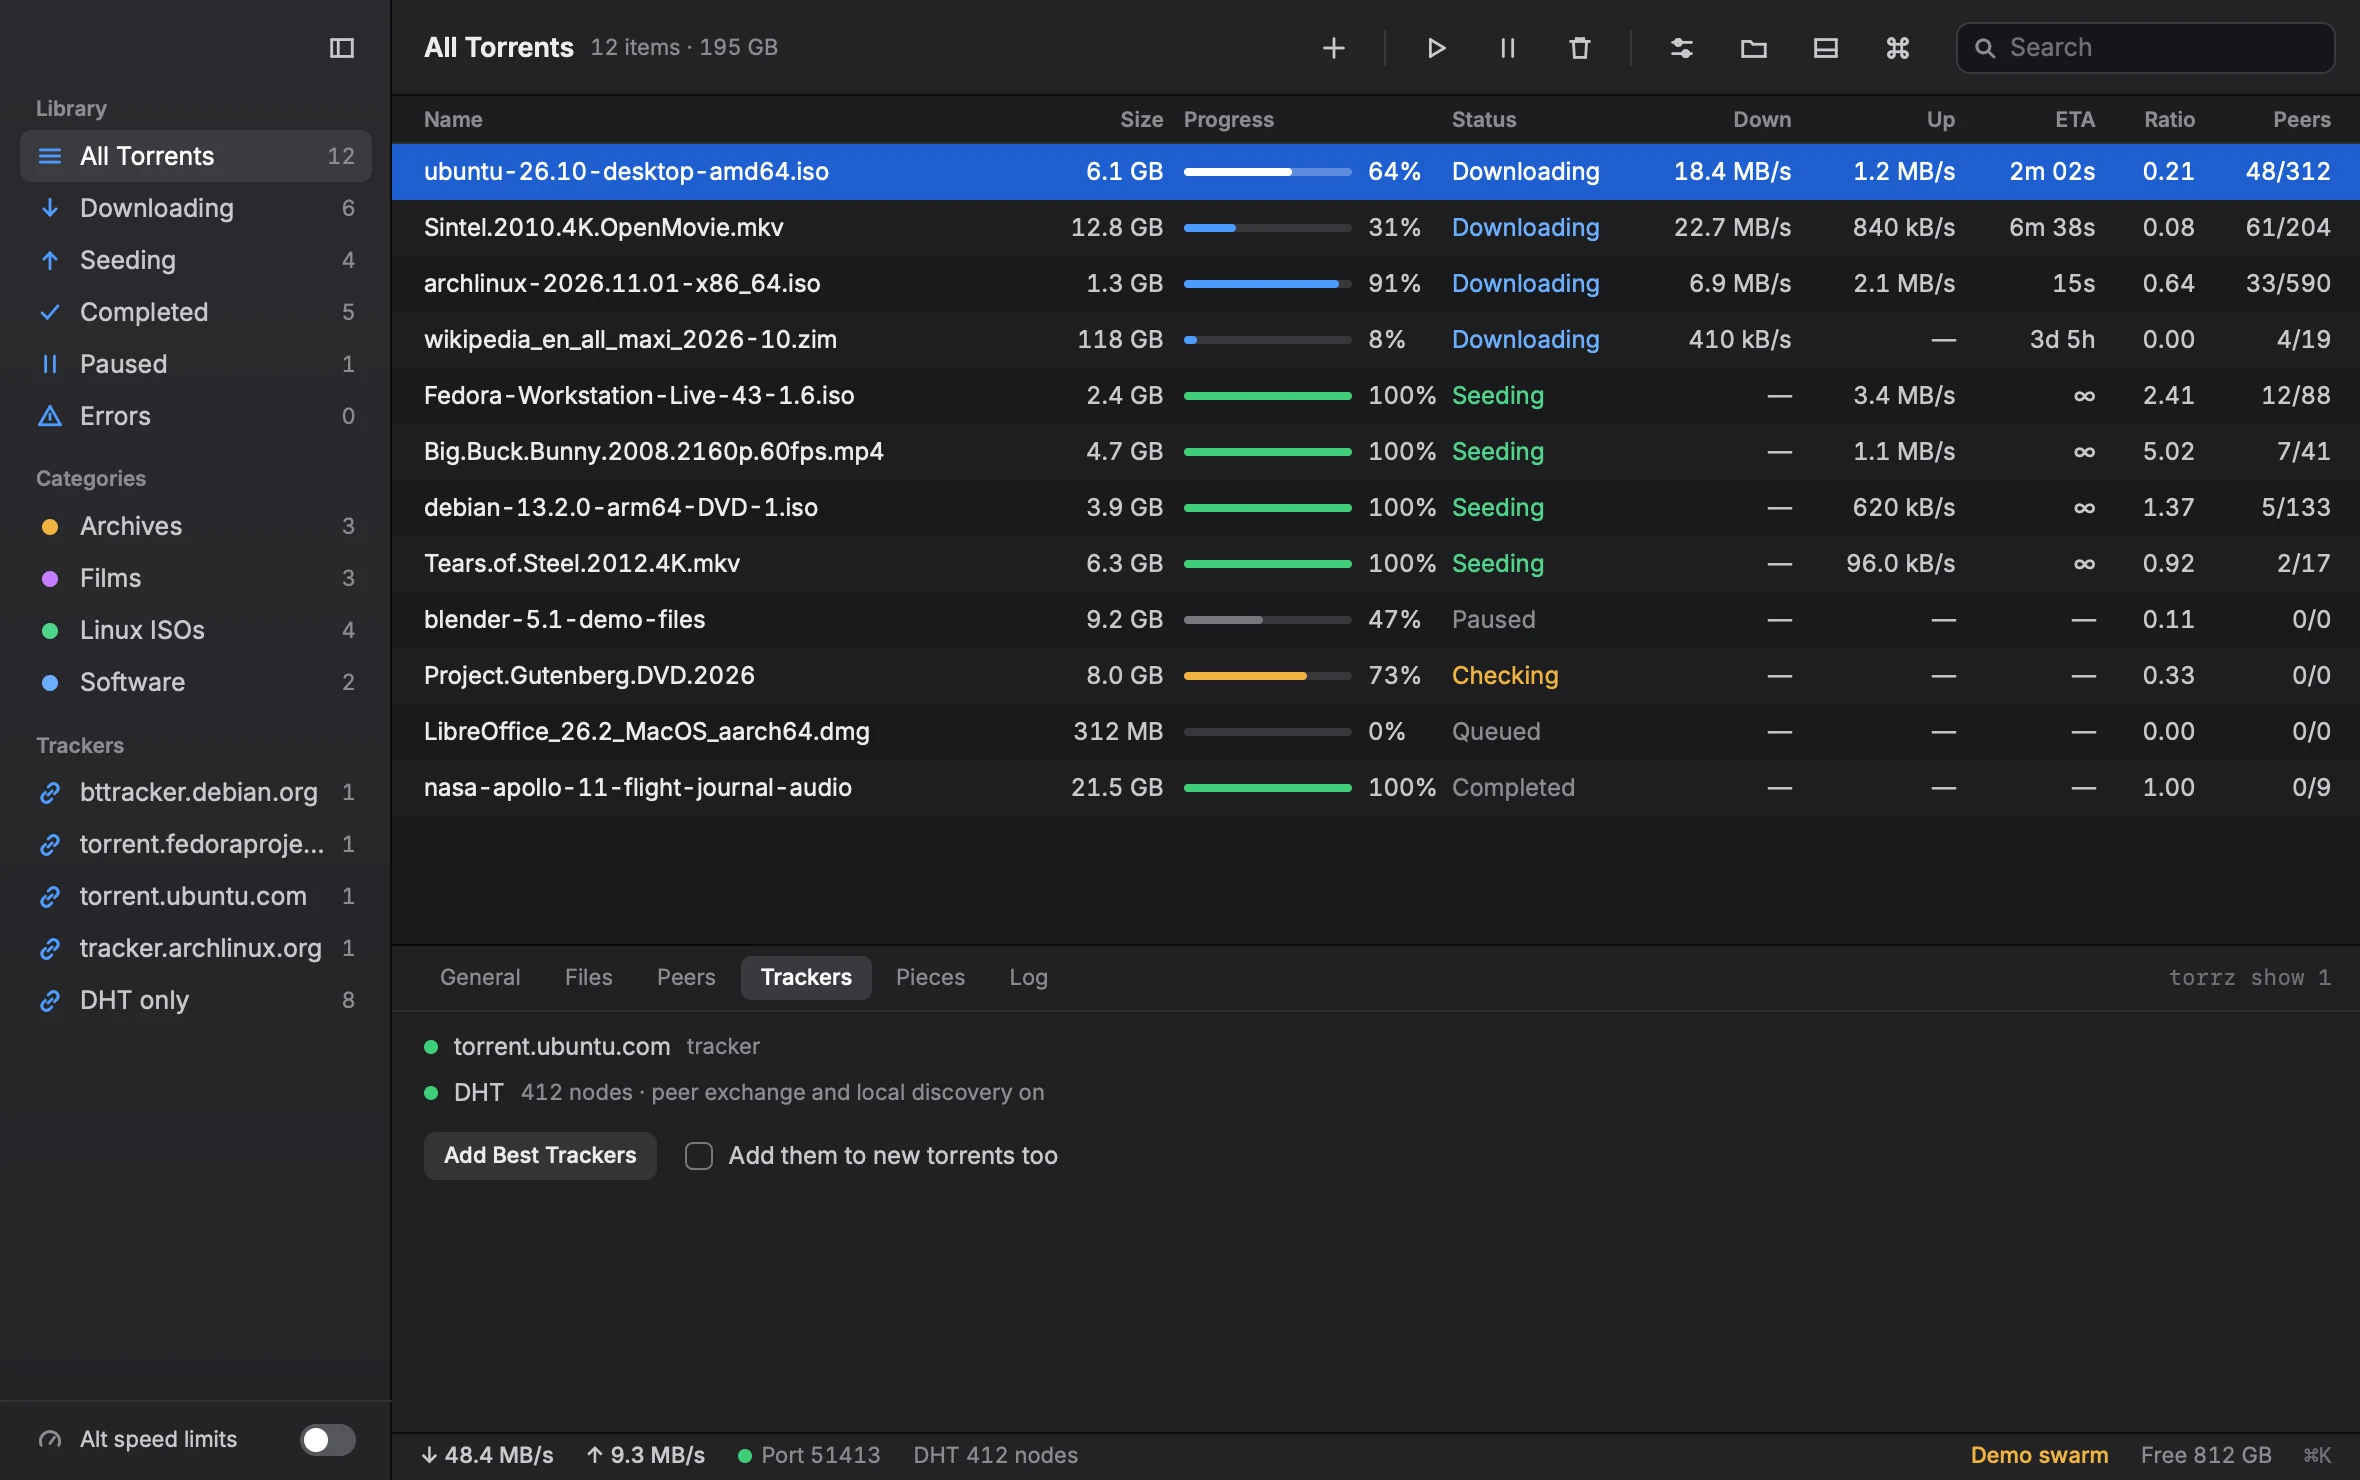 Library
All Torrents 12
Downloading 6
Seeding 4
Completed 5
Paused 1
Errors 0
Categories
Archives 3
Films 3
Linux ISOs 4
Software 2
Trackers
bttracker.debian.org 1
torrent.fedoraproje... 1
torrent.ubuntu.com 1
tracker.archlinux.org 1
DHT only 8
Alt speed limits
All Torrents 12 items · 195 GB
Search
Name Size Progress Status Down Up ETA Ratio Peers
ubuntu-26.10-desktop-amd64.iso 6.1 GB 64% Downloading 18.4 MB/s 1.2 MB/s 2m 02s 0.21 48/312
Sintel.2010.4K.OpenMovie.mkv 12.8 GB 31% Downloading 22.7 MB/s 840 kB/s 6m 38s 0.08 61/204
archlinux-2026.11.01-x86_64.iso 1.3 GB 91% Downloading 6.9 MB/s 2.1 MB/s 15s 0.64 33/590
wikipedia_en_all_maxi_2026-10.zim 118 GB 8% Downloading 410 kB/s — 3d 5h 0.00 4/19
Fedora-Workstation-Live-43-1.6.iso 2.4 GB 100% Seeding — 3.4 MB/s ∞ 2.41 12/88
Big.Buck.Bunny.2008.2160p.60fps.mp4 4.7 GB 100% Seeding — 1.1 MB/s ∞ 5.02 7/41
debian-13.2.0-arm64-DVD-1.iso 3.9 GB 100% Seeding — 620 kB/s ∞ 1.37 5/133
Tears.of.Steel.2012.4K.mkv 6.3 GB 100% Seeding — 96.0 kB/s ∞ 0.92 2/17
blender-5.1-demo-files 9.2 GB 47% Paused — — — 0.11 0/0
Project.Gutenberg.DVD.2026 8.0 GB 73% Checking — — — 0.33 0/0
LibreOffice_26.2_MacOS_aarch64.dmg 312 MB 0% Queued — — — 0.00 0/0
nasa-apollo-11-flight-journal-audio 21.5 GB 100% Completed — — — 1.00 0/9
General Files Peers Trackers Pieces Log torrz show 1
torrent.ubuntu.com tracker
DHT 412 nodes · peer exchange and local discovery on
Add Best Trackers Add them to new torrents too
↓ 48.4 MB/s ↑ 9.3 MB/s Port 51413 DHT 412 nodes Demo swarm Free 812 GB ⌘K